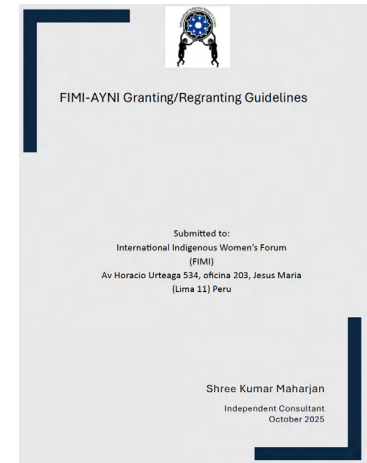 FIMI-AYNI Granting/Regranting Guidelines
Submitted to:
International Indigenous Women's Forum
(FIMI)
Av Horacio Urteaga 534, oficina 203, Jesus Maria
(Lima 11) Peru
Shree Kumar Maharjan
Independent Consultant
October 2025